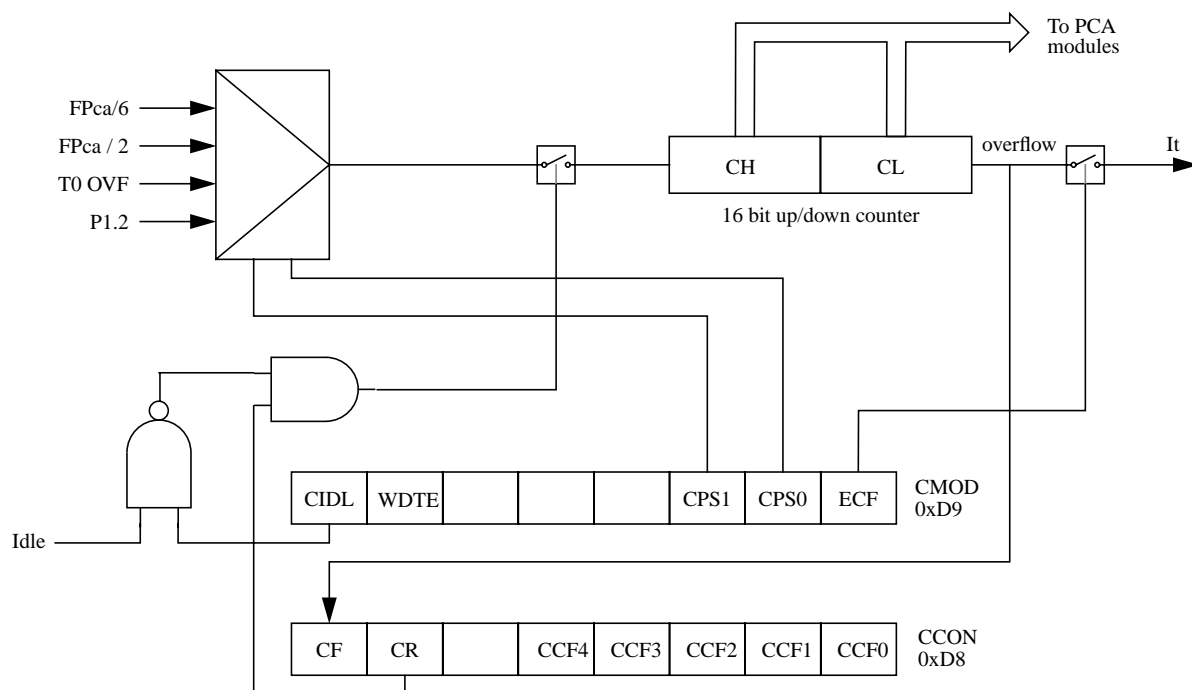 To PCA
modules
FPca/6
FPca / 2
T0 OVF
P1.2
CH
CL
overflow
It
16 bit up/down counter
CIDL
WDTE
CPS1
CPS0
ECF
CMOD
0xD9
Idle
CF
CR
CCF4
CCF3
CCF2
CCF1
CCF0
CCON
0xD8